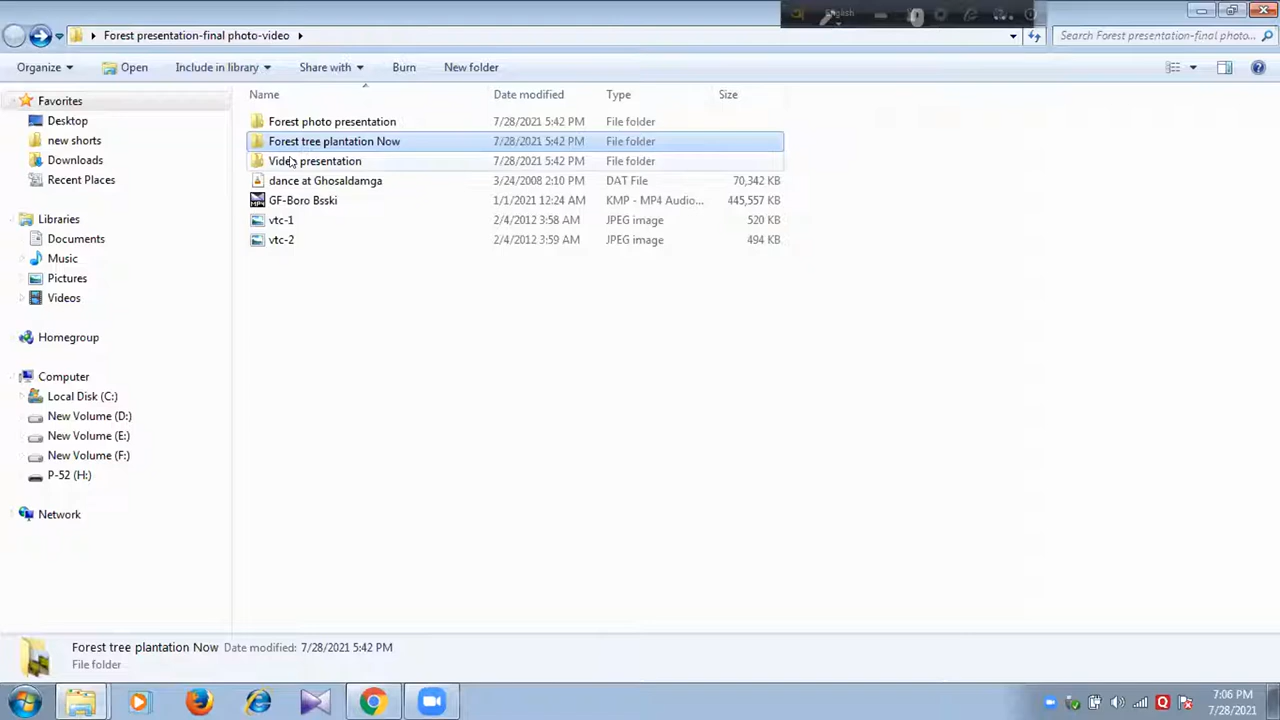 English
Forest presentation-final photo-video
Search Forest presentation-final photo...
Organize Open Include in library Share with Burn New folder
Name Date modified Type Size
Favorites
Desktop
new shorts
Downloads
Recent Places
Libraries
Documents
Music
Pictures
Videos
Homegroup
Computer
Local Disk (C:)
New Volume (D:)
New Volume (E:)
New Volume (F:)
P-52 (H:)
Network
Forest photo presentation 7/28/2021 5:42 PM File folder
Forest tree plantation Now 7/28/2021 5:42 PM File folder
Video presentation 7/28/2021 5:42 PM File folder
dance at Ghosaldamga 3/24/2008 2:10 PM DAT File 70,342 KB
GF-Boro Bsski 1/1/2021 12:24 AM KMP - MP4 Audio... 445,557 KB
vtc-1 2/4/2012 3:58 AM JPEG image 520 KB
vtc-2 2/4/2012 3:59 AM JPEG image 494 KB
Forest tree plantation Now Date modified: 7/28/2021 5:42 PM
File folder
7:06 PM
7/28/2021